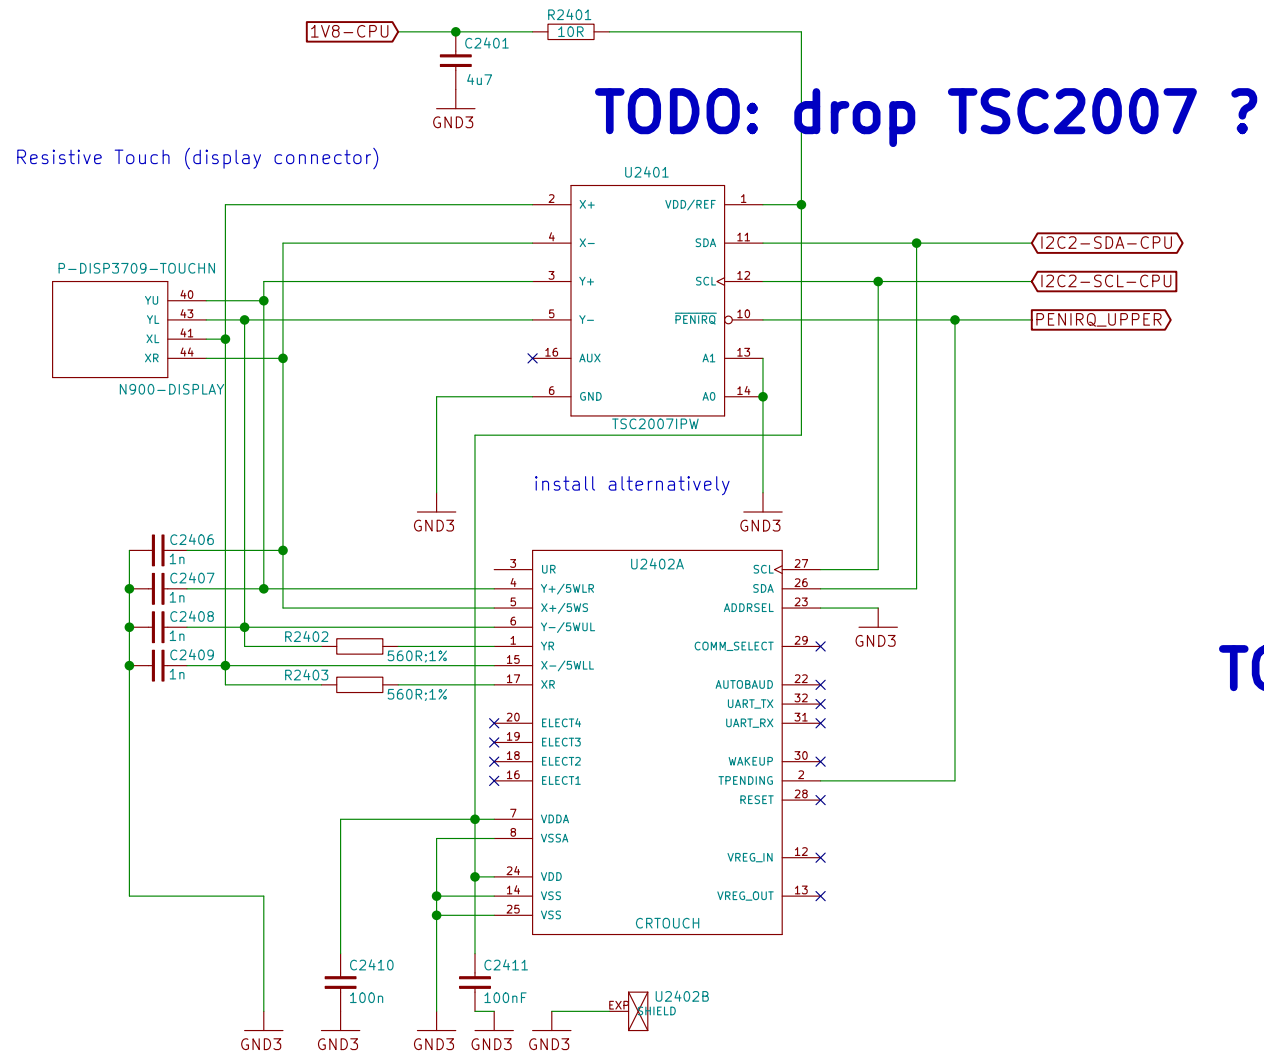 1V8-CPU
R2401
10R
C2401
4u7
GND3
TODO: drop TSC2007 ?
Resistive Touch (display connector)
U2401
2 X+ VDD/REF 1
4 X- SDA 11 I2C2-SDA-CPU
P-DISP3709-TOUCHN
3 Y+ SCL 12 I2C2-SCL-CPU
YU 40
YL 43
5 Y- PENIRQ 10 PENIRQ_UPPER
XL 41
XR 44
16 AUX A1 13
N900-DISPLAY
6 GND A0 14
TSC2007IPW
install alternatively
GND3
GND3
C2406
1n
C2407
1n
C2408
1n
C2409
1n
R2402
560R;1%
R2403
560R;1%
U2402A
3 UR SCL 27
4 Y+/5WLR SDA 26
5 X+/5WS ADDRSEL 23
6 Y-/5WUL
GND3
1 YR COMM_SELECT 29
15 X-/5WLL
17 XR AUTOBAUD 22
UART_TX 32
20 ELECT4 UART_RX 31
19 ELECT3
18 ELECT2 WAKEUP 30
16 ELECT1 TPENDING 2
RESET 28
7 VDDA
8 VSSA
VREG_IN 12
24 VDD
14 VSS VREG_OUT 13
25 VSS
CRTOUCH
C2410
100n
C2411
100nF
U2402B
EXP
SHIELD
GND3
GND3
GND3
GND3
GND3